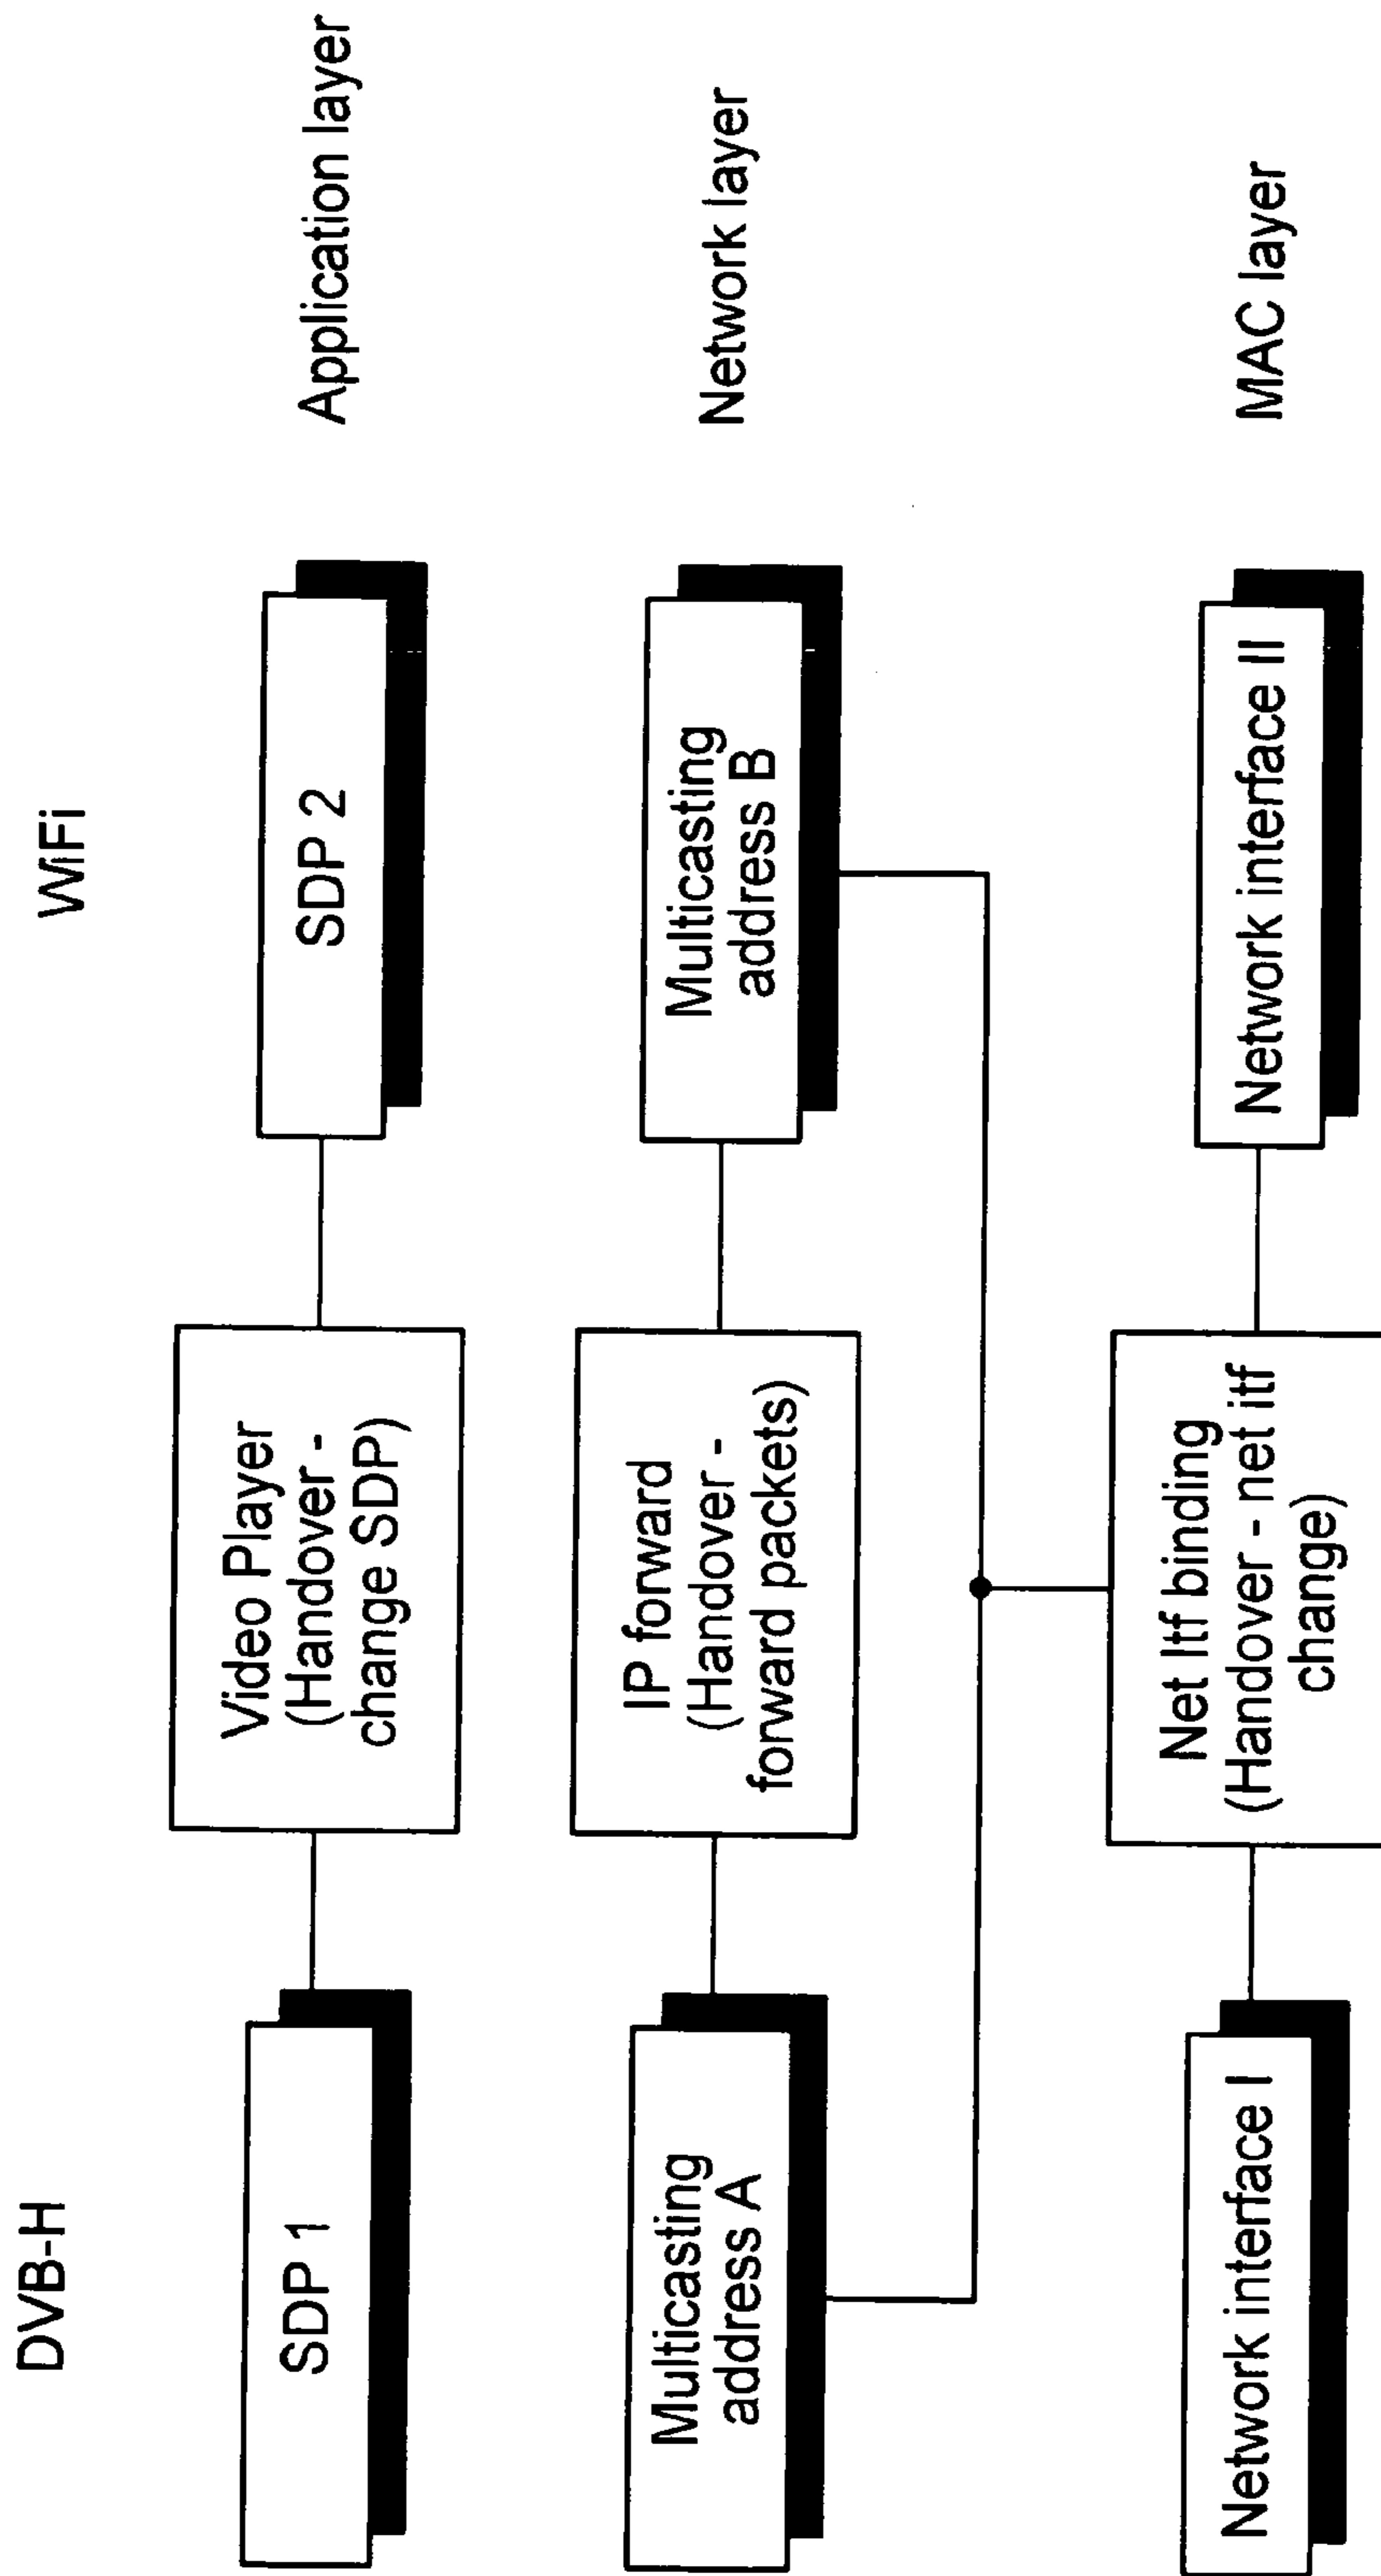 DVB-H
WiFi
SDP 1
Video Player
(Handover -
change SDP)
SDP 2
Application layer
Multicasting
address A
IP forward
(Handover -
forward packets)
Multicasting
address B
Network layer
Network interface I
Net Itf binding
(Handover - net itf
change)
Network interface II
MAC layer